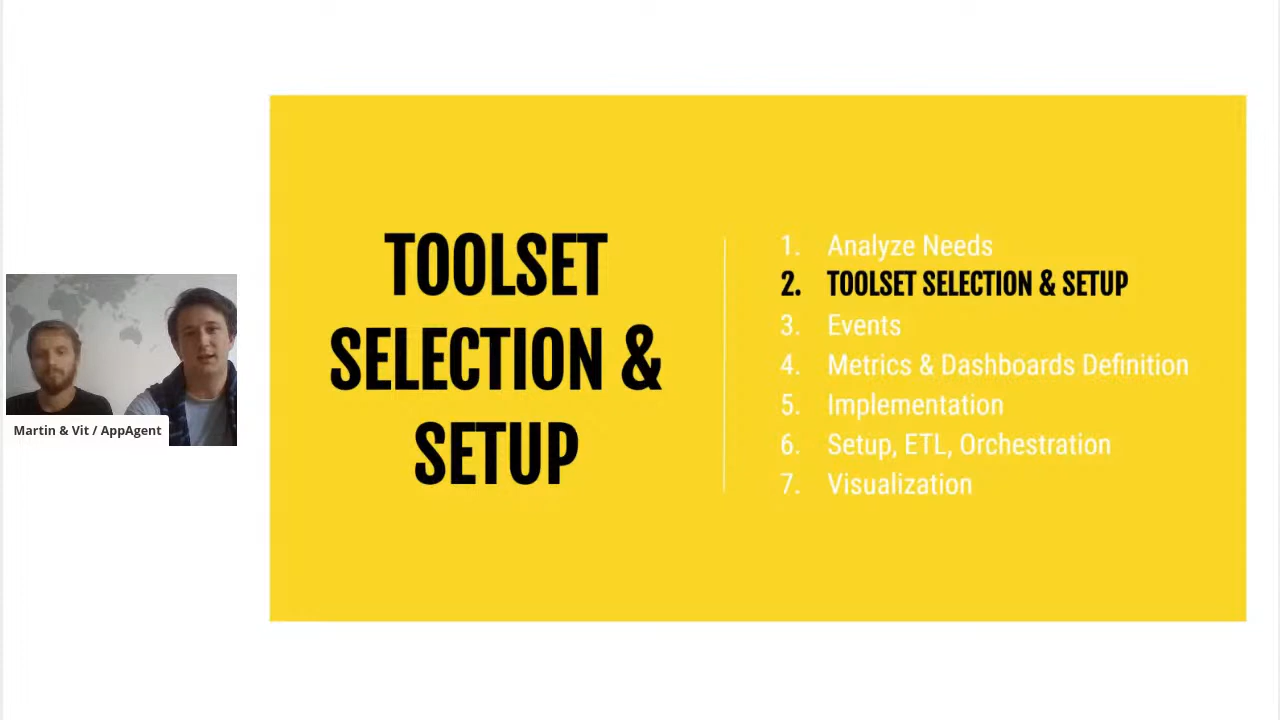 TOOLSET
SELECTION &
SETUP
1. Analyze Needs
2. TOOLSET SELECTION & SETUP
3. Events
4. Metrics & Dashboards Definition
5. Implementation
6. Setup, ETL, Orchestration
7. Visualization
Martin & Vit / AppAgent